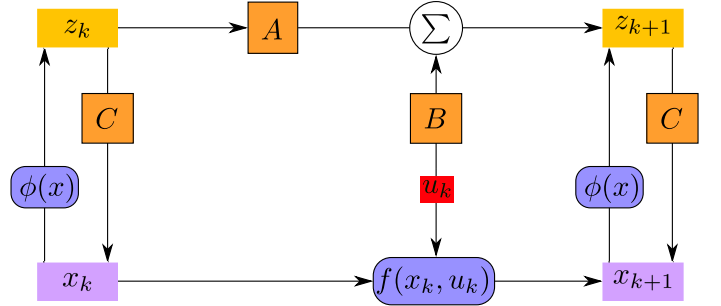 z_k A ∑ z_{k+1}
C B C
ϕ(x) u_k ϕ(x)
x_k f(x_k, u_k) x_{k+1}